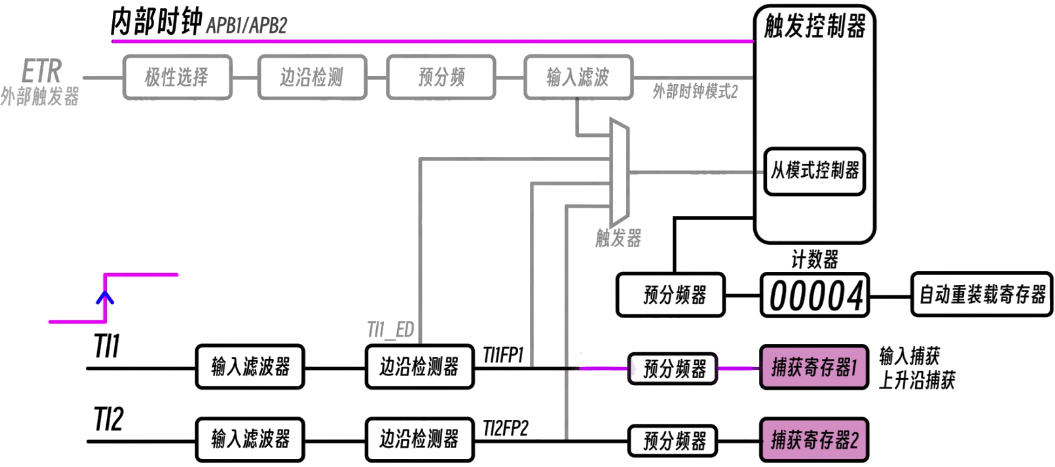 内部时钟 APB1/APB2
触发控制器
ETR
外部触发器
极性选择
边沿检测
预分频
输入滤波
外部时钟模式2
从模式控制器
触发器
计数器
预分频器
00004
自动重装载寄存器
TI1_ED
TI1
输入滤波器
边沿检测器
TI1FP1
预分频器
捕获寄存器1
输入捕获
上升沿捕获
TI2
输入滤波器
边沿检测器
TI2FP2
预分频器
捕获寄存器2